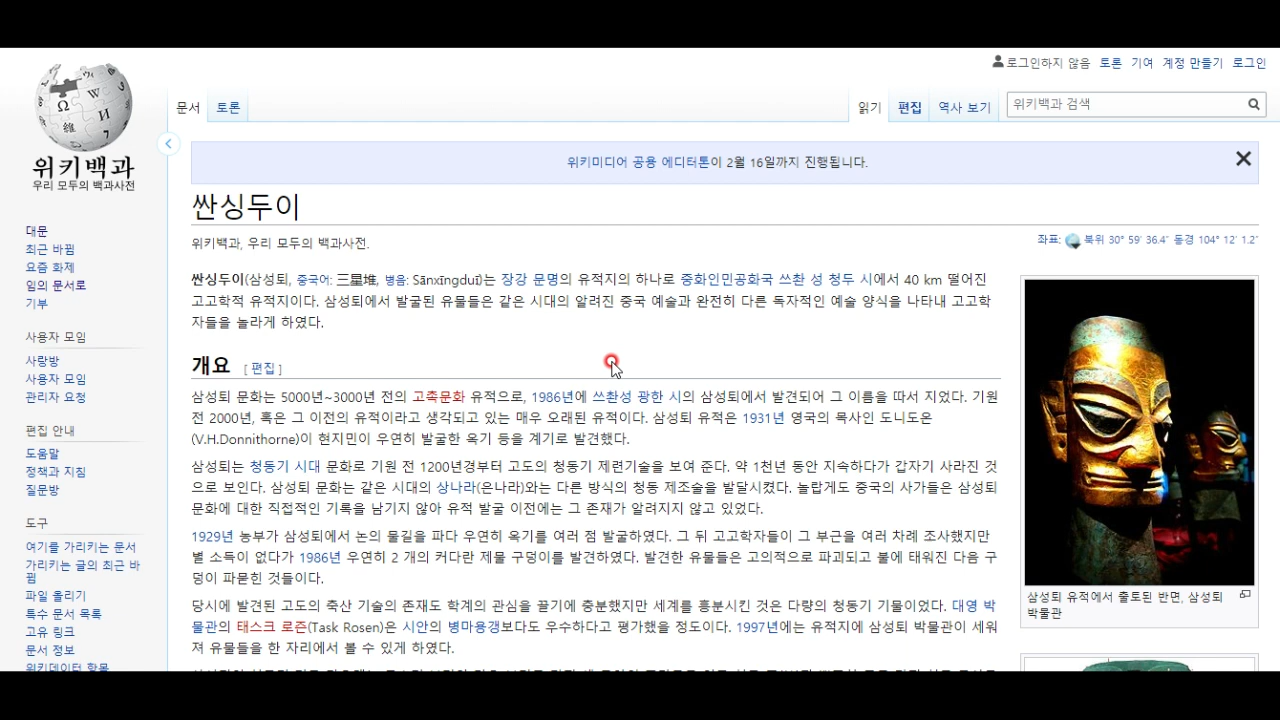 로그인하지 않음 토론 기여 계정 만들기 로그인
문서 토론 읽기 편집 역사 보기 위키백과 검색
위키백과
우리 모두의 백과사전
위키미디어 공용 에디터톤이 2월 16일까지 진행됩니다.
싼싱두이
위키백과, 우리 모두의 백과사전.
좌표: 북위 30° 59′ 36.4″ 동경 104° 12′ 1.2″
대문
최근 바뀜
요즘 화제
임의 문서로
기부
사용자 모임
사랑방
사용자 모임
관리자 요청
편집 안내
도움말
정책과 지침
질문방
도구
여기를 가리키는 문서
가리키는 글의 최근 바
뀜
파일 올리기
특수 문서 목록
고유 링크
문서 정보
위키데이터 항목
싼싱두이(삼성퇴, 중국어: 三星堆, 병음: Sānxīngduī)는 장강 문명의 유적지의 하나로 중화인민공화국 쓰촨 성 청두 시에서 40 km 떨어진
고고학적 유적지이다. 삼성퇴에서 발굴된 유물들은 같은 시대의 알려진 중국 예술과 완전히 다른 독자적인 예술 양식을 나타내 고고학
자들을 놀라게 하였다.
개요 [ 편집 ]
삼성퇴 문화는 5000년~3000년 전의 고촉문화 유적으로, 1986년에 쓰촨성 광한 시의 삼성퇴에서 발견되어 그 이름을 따서 지었다. 기원
전 2000년, 혹은 그 이전의 유적이라고 생각되고 있는 매우 오래된 유적이다. 삼성퇴 유적은 1931년 영국의 목사인 도니도온
(V.H.Donnithorne)이 현지민이 우연히 발굴한 옥기 등을 계기로 발견했다.
삼성퇴는 청동기 시대 문화로 기원 전 1200년경부터 고도의 청동기 제련기술을 보여 준다. 약 1천년 동안 지속하다가 갑자기 사라진 것
으로 보인다. 삼성퇴 문화는 같은 시대의 상나라(은나라)와는 다른 방식의 청동 제조술을 발달시켰다. 놀랍게도 중국의 사가들은 삼성퇴
문화에 대한 직접적인 기록을 남기지 않아 유적 발굴 이전에는 그 존재가 알려지지 않고 있었다.
1929년 농부가 삼성퇴에서 논의 물길을 파다 우연히 옥기를 여러 점 발굴하였다. 그 뒤 고고학자들이 그 부근을 여러 차례 조사했지만
별 소득이 없다가 1986년 우연히 2 개의 커다란 제물 구덩이를 발견하였다. 발견한 유물들은 고의적으로 파괴되고 불에 태워진 다음 구
덩이 파묻힌 것들이다.
당시에 발견된 고도의 축산 기술의 존재도 학계의 관심을 끌기에 충분했지만 세계를 흥분시킨 것은 다량의 청동기 기물이었다. 대영 박
물관의 태스크 로즌(Task Rosen)은 시안의 병마용갱보다도 우수하다고 평가했을 정도이다. 1997년에는 유적지에 삼성퇴 박물관이 세워
져 유물들을 한 자리에서 볼 수 있게 하였다.
삼성퇴 유적에서 출토된 반면, 삼성퇴
박물관